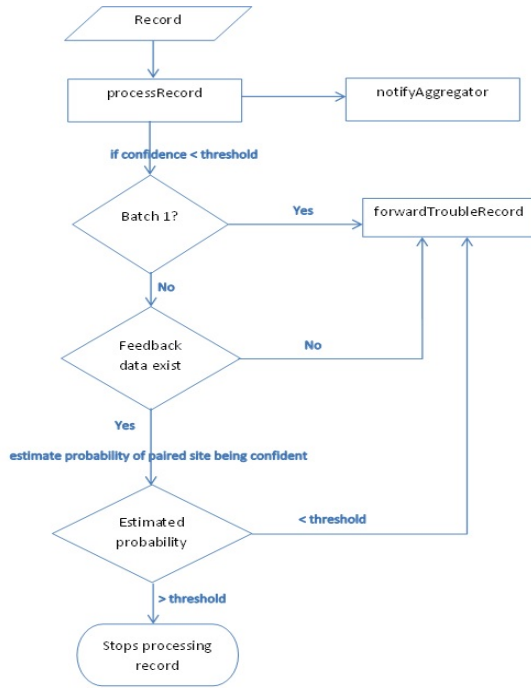 Record
processRecord
notifyAggregator
if confidence < threshold
Batch 1?
Yes
forwardTroubleRecord
No
Feedback
data exist
No
Yes
estimate probability of paired site being confident
Estimated
probability
< threshold
> threshold
Stops processing
record